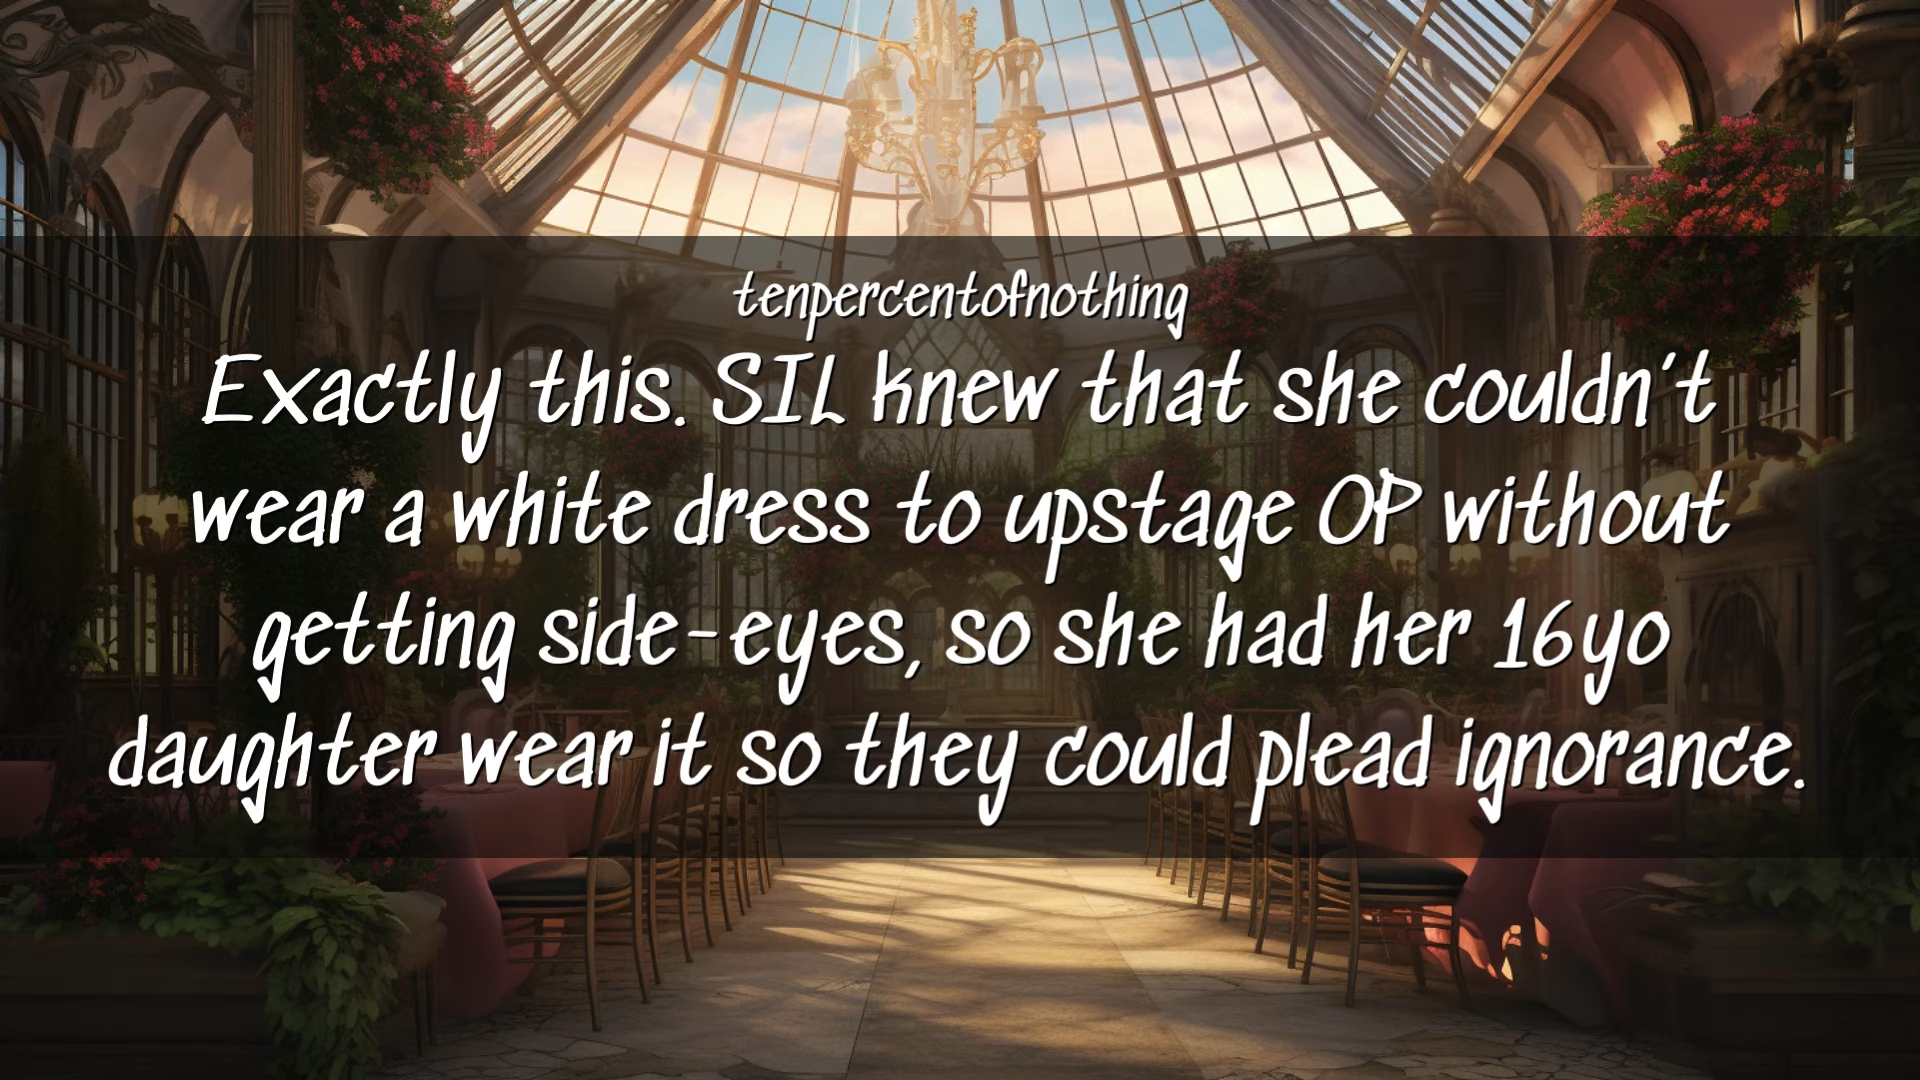 tenpercentofnothing
Exactly this. SIL knew that she couldn't
wear a white dress to upstage OP without
getting side-eyes, so she had her 16yo
daughter wear it so they could plead ignorance.